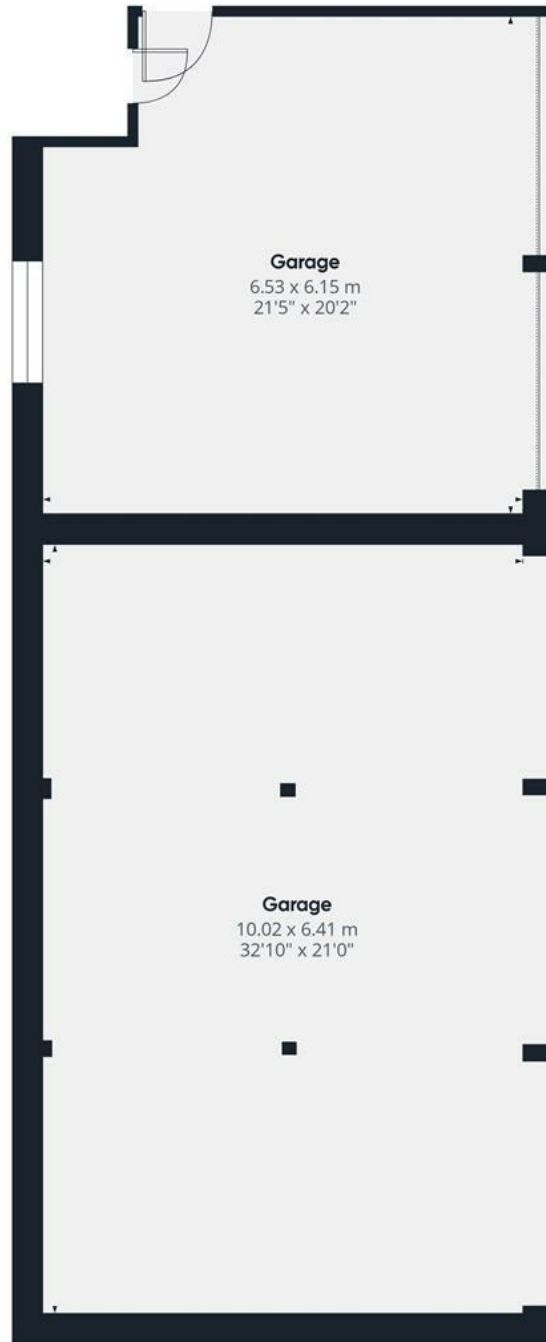 Garage
6.53 x 6.15 m
21'5" x 20'2"
Garage
10.02 x 6.41 m
32'10" x 21'0"